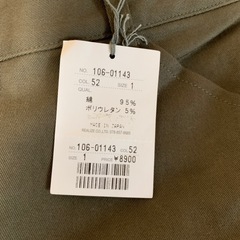 NO. 106-01143
COL. 52 SIZE 1
QUAL
綿 95%
ポリウレタン 5%
MADE IN JAPAN
NO. 106-01143 COL. 52
SIZE 1 PRICE ¥8900